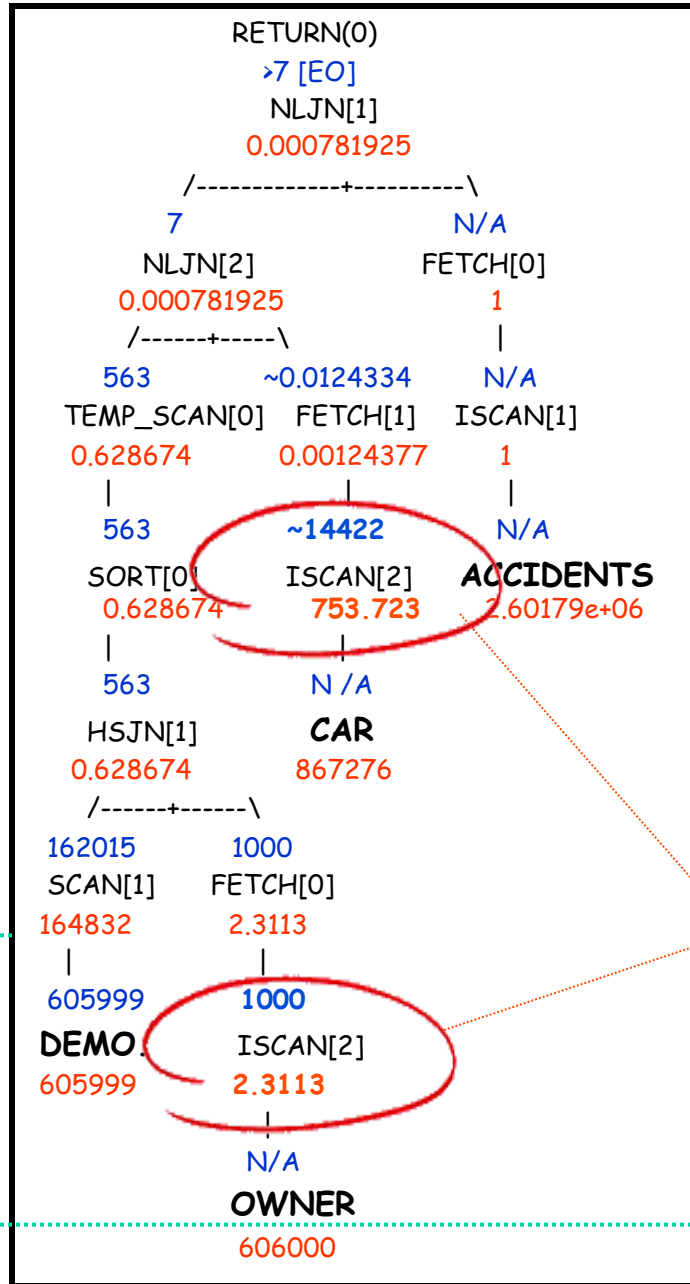 RETURN(0)
>7 [EO]
NLJN[1]
0.000781925
/-------------+----------\
7 N/A
NLJN[2] FETCH[0]
0.000781925 1
/------+-----\ |
563 ~0.0124334 N/A
TEMP_SCAN[0] FETCH[1] ISCAN[1]
0.628674 0.00124377 1
| | |
563 ~14422 N/A
SORT[0] ISCAN[2] ACCIDENTS
0.628674 753.723 2.60179e+06
| |
563 N /A
HSJN[1] CAR
0.628674 867276
/------+------\
162015 1000
SCAN[1] FETCH[0]
164832 2.3113
| |
605999 1000
DEMO. ISCAN[2]
605999 2.3113
|
N/A
OWNER
606000